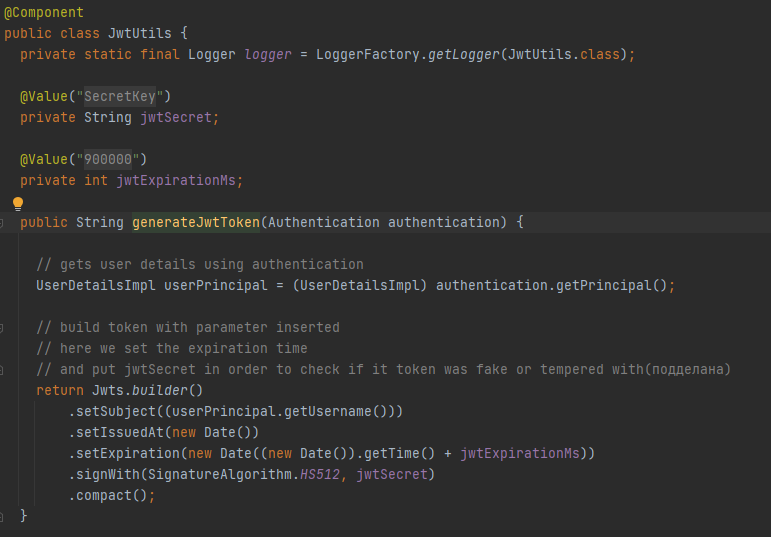 @Component
public class JwtUtils {
private static final Logger logger = LoggerFactory.getLogger(JwtUtils.class);
@Value("SecretKey")
private String jwtSecret;
@Value("900000")
private int jwtExpirationMs;
public String generateJwtToken(Authentication authentication) {
// gets user details using authentication
UserDetailsImpl userPrincipal = (UserDetailsImpl) authentication.getPrincipal();
// build token with parameter inserted
// here we set the expiration time
// and put jwtSecret in order to check if it token was fake or tempered with(подделана)
return Jwts.builder()
.setSubject((userPrincipal.getUsername()))
.setIssuedAt(new Date())
.setExpiration(new Date((new Date()).getTime() + jwtExpirationMs))
.signWith(SignatureAlgorithm.HS512, jwtSecret)
.compact();
}